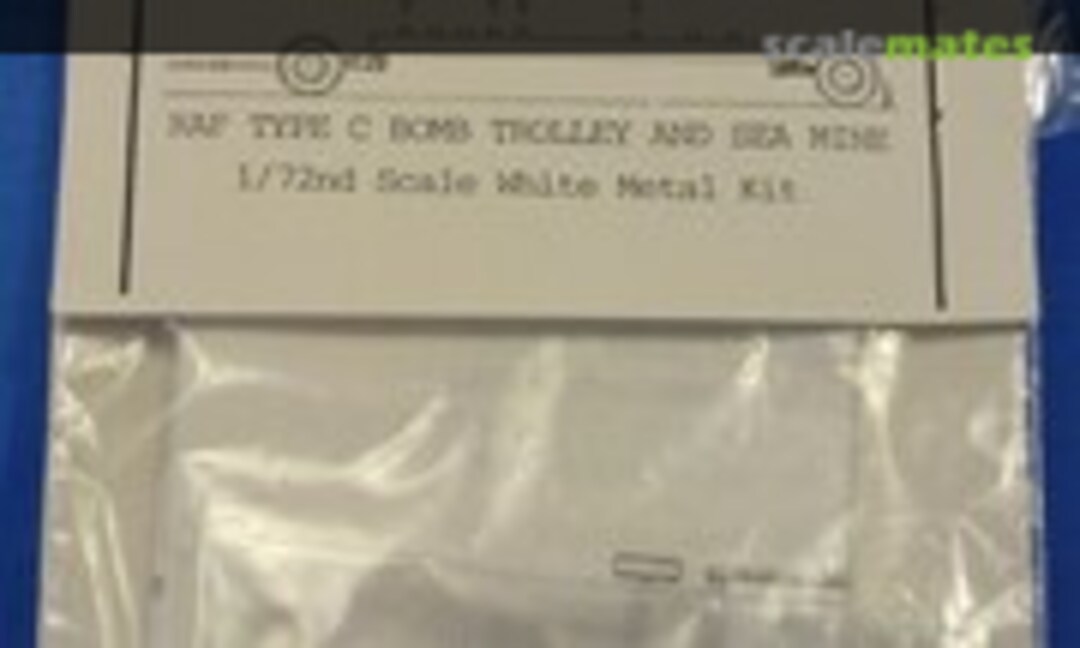 scalemates
RAF TYPE C BOMB TROLLEY AND SEA MINE
1/72nd Scale White Metal Kit